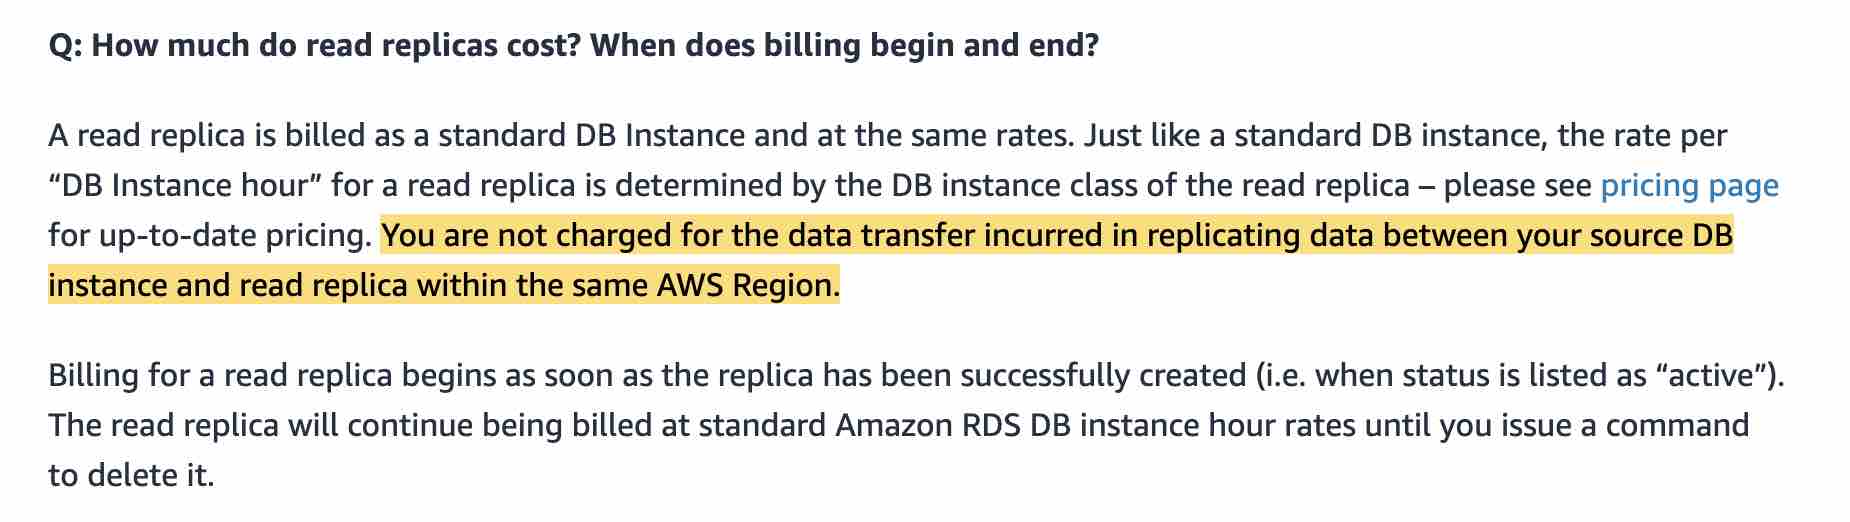 Q: How much do read replicas cost? When does billing begin and end?
A read replica is billed as a standard DB Instance and at the same rates. Just like a standard DB instance, the rate per
“DB Instance hour” for a read replica is determined by the DB instance class of the read replica – please see pricing page
for up-to-date pricing. You are not charged for the data transfer incurred in replicating data between your source DB
instance and read replica within the same AWS Region.
Billing for a read replica begins as soon as the replica has been successfully created (i.e. when status is listed as “active”).
The read replica will continue being billed at standard Amazon RDS DB instance hour rates until you issue a command
to delete it.